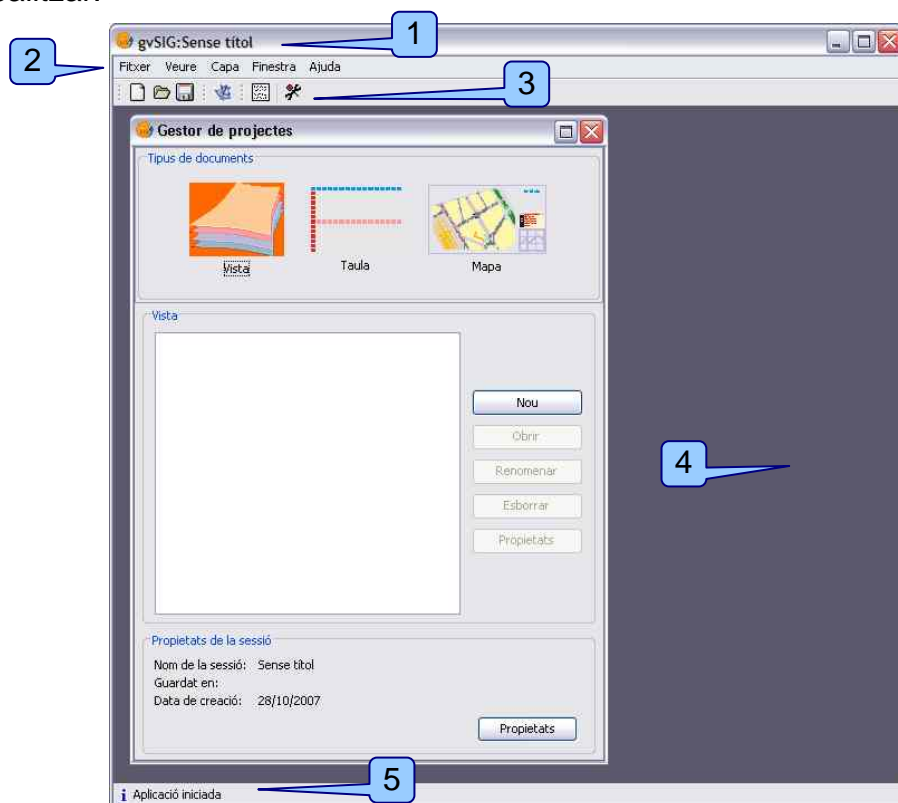 1
gvSIG:Sense títol
2
Fitxer Veure Capa Finestra Ajuda
3
Gestor de projectes
Tipus de documents
Vista Taula Mapa
Vista
Nou
Obrir
4
Renomenar
Esborrar
Propietats
Propietats de la sessió
Nom de la sessió: Sense títol
Guardat en:
Data de creació: 28/10/2007
Propietats
5
Aplicació iniciada